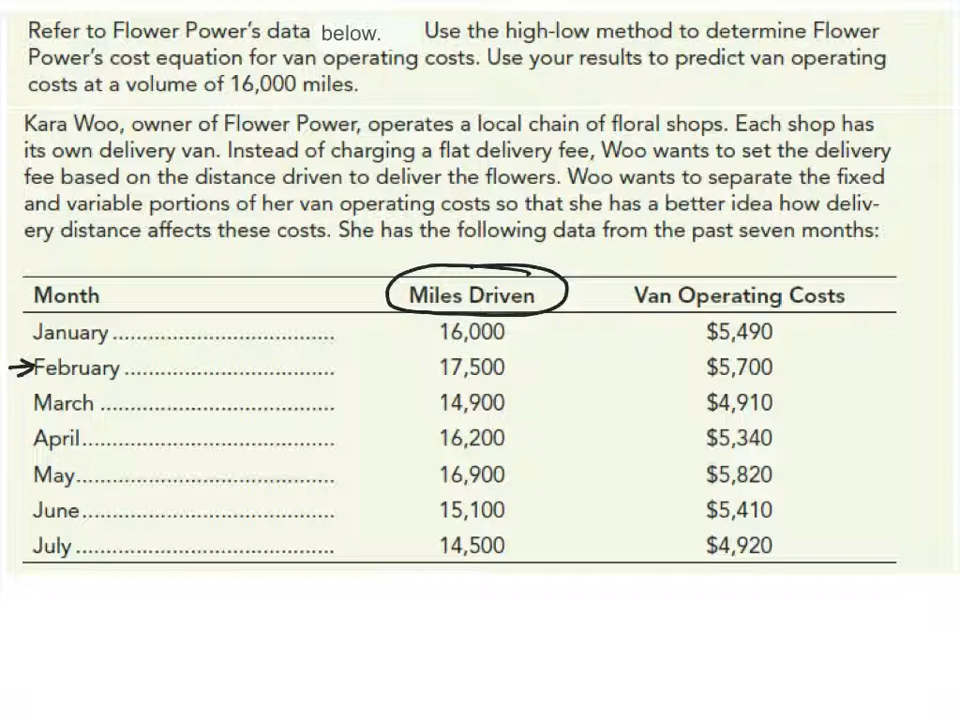 Refer to Flower Power's data below. Use the high-low method to determine Flower
Power's cost equation for van operating costs. Use your results to predict van operating
costs at a volume of 16,000 miles.
Kara Woo, owner of Flower Power, operates a local chain of floral shops. Each shop has
its own delivery van. Instead of charging a flat delivery fee, Woo wants to set the delivery
fee based on the distance driven to deliver the flowers. Woo wants to separate the fixed
and variable portions of her van operating costs so that she has a better idea how deliv-
ery distance affects these costs. She has the following data from the past seven months:
Month Miles Driven Van Operating Costs
January .................................... 16,000 $5,490
February .................................. 17,500 $5,700
March ...................................... 14,900 $4,910
April......................................... 16,200 $5,340
May.......................................... 16,900 $5,820
June......................................... 15,100 $5,410
July .......................................... 14,500 $4,920